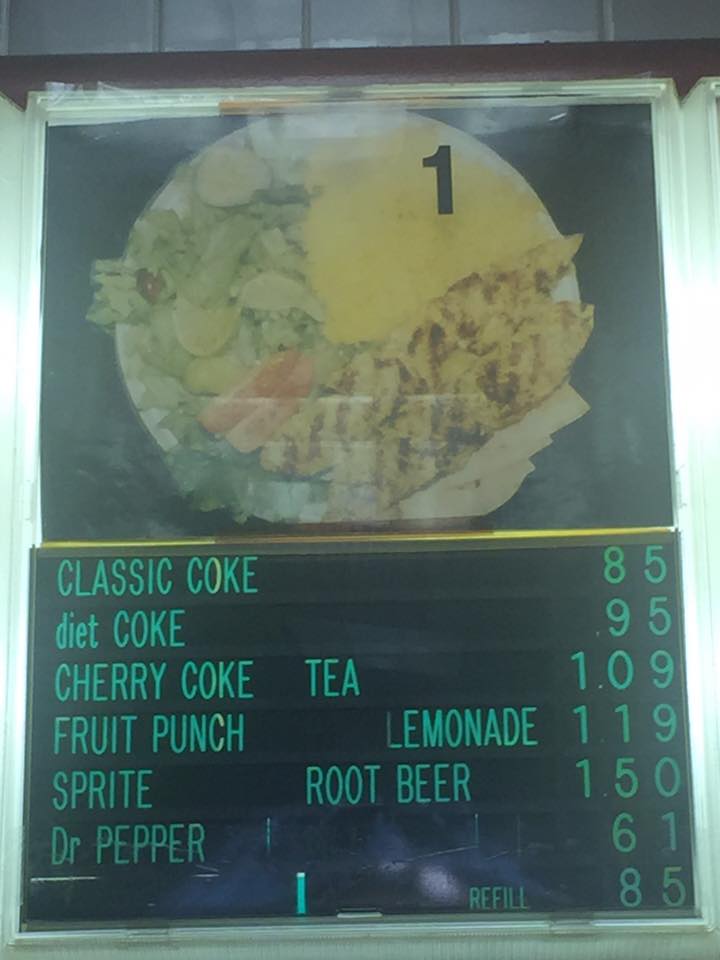 1
CLASSIC COKE 85
diet COKE .95
CHERRY COKE TEA 1.09
FRUIT PUNCH LEMONADE 1.19
SPRITE ROOT BEER 1.50
Dr PEPPER 61
REFILL 85